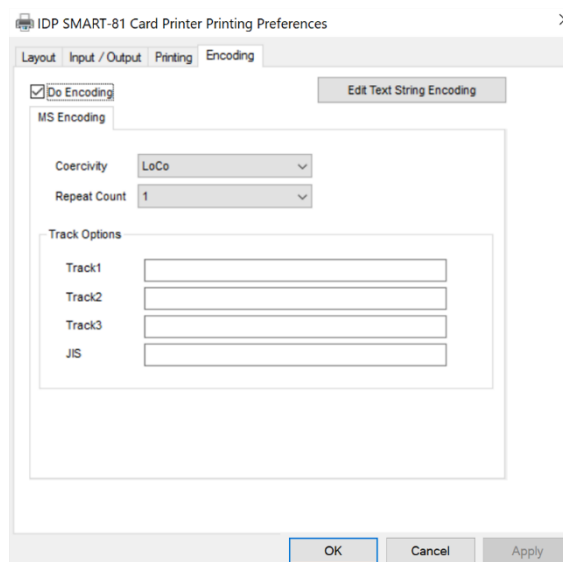 IDP SMART-81 Card Printer Printing Preferences
Layout Input / Output Printing Encoding
Do Encoding Edit Text String Encoding
MS Encoding
Coercivity LoCo
Repeat Count 1
Track Options
Track1
Track2
Track3
JIS
OK Cancel Apply